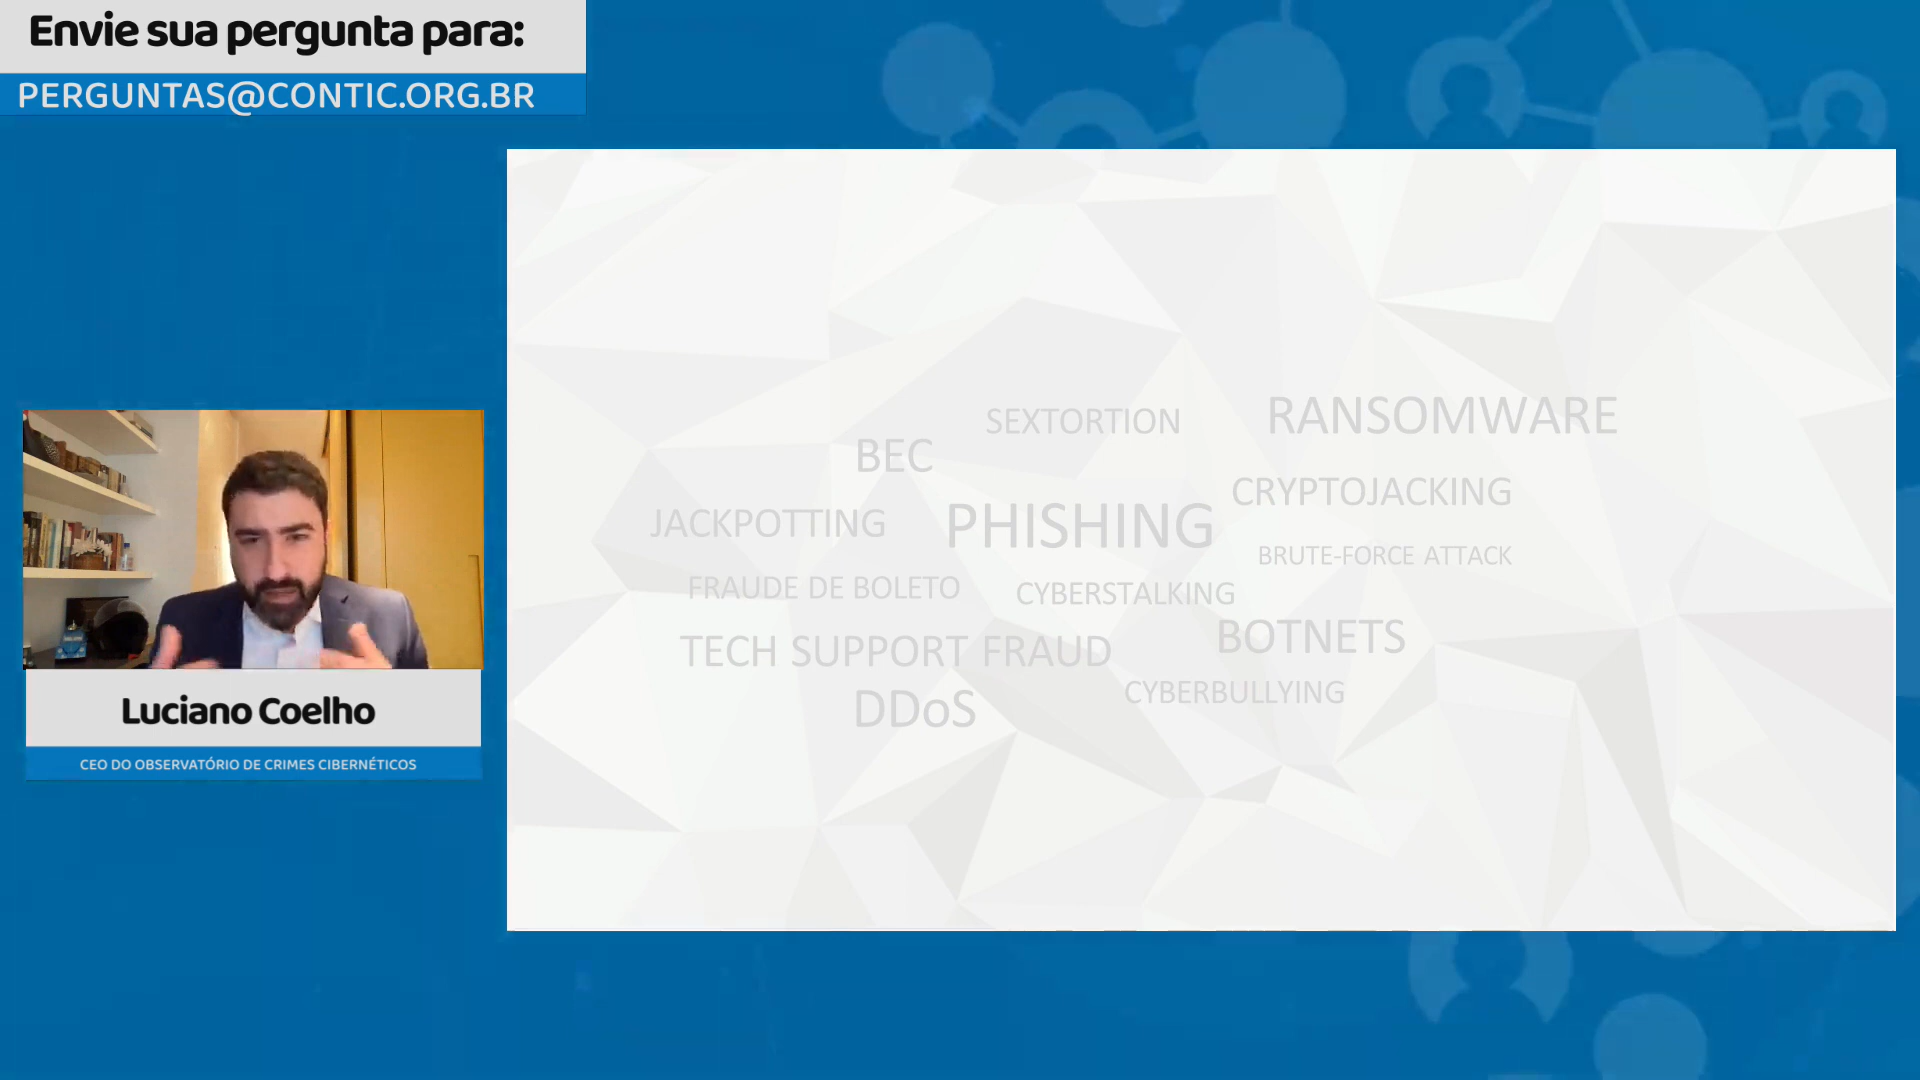 Envie sua pergunta para:
PERGUNTAS@CONTIC.ORG.BR
SEXTORTION
RANSOMWARE
BEC
CRYPTOJACKING
JACKPOTTING
PHISHING
BRUTE-FORCE ATTACK
FRAUDE DE BOLETO
CYBERSTALKING
TECH SUPPORT FRAUD
BOTNETS
CYBERBULLYING
DDoS
Luciano Coelho
CEO DO OBSERVATÓRIO DE CRIMES CIBERNÉTICOS